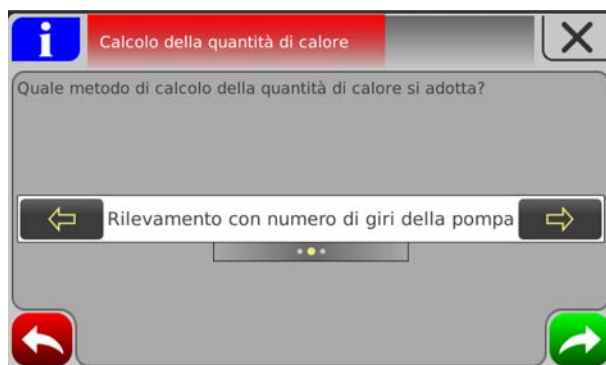 i
Calcolo della quantità di calore
Quale metodo di calcolo della quantità di calore si adotta?
Rilevamento con numero di giri della pompa